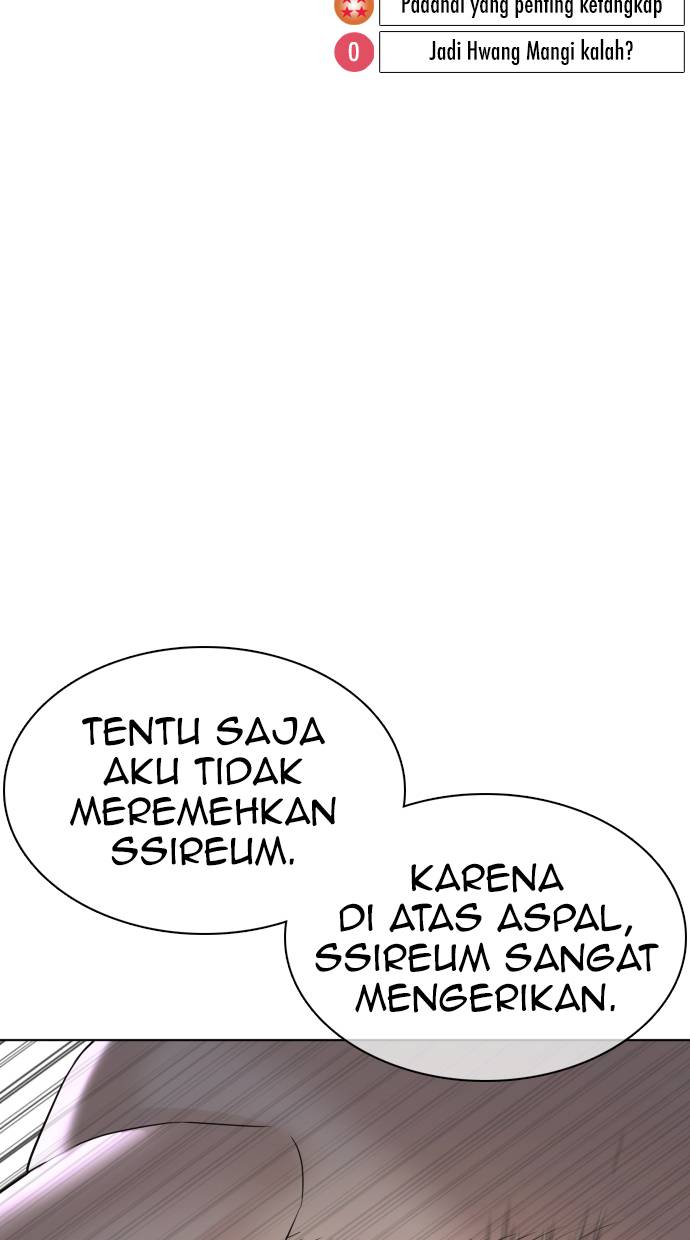 Padahal yang penting ketangkap
0 Jadi Hwang Mangi kalah?
TENTU SAJA
AKU TIDAK
MEREMEHKAN
SSIREUM.
KARENA
DI ATAS ASPAL,
SSIREUM SANGAT
MENGERIKAN.